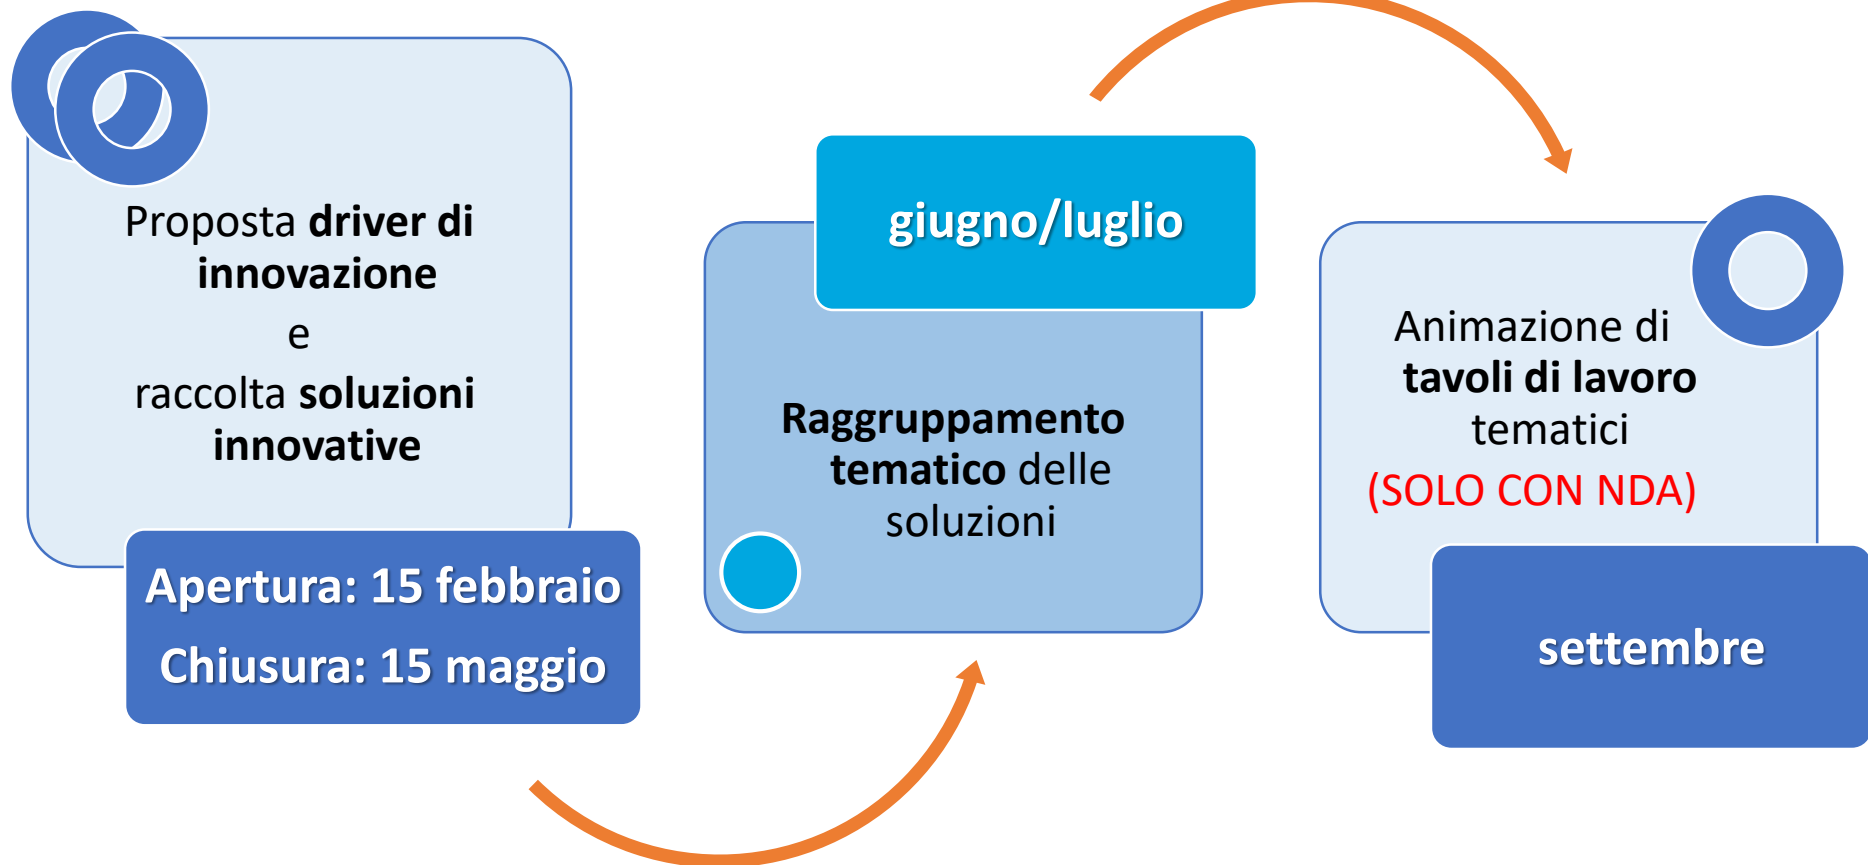 Proposta driver di
innovazione
e
raccolta soluzioni
innovative
Apertura: 15 febbraio
Chiusura: 15 maggio
giugno/luglio
Raggruppamento
tematico delle
soluzioni
Animazione di
tavoli di lavoro
tematici
(SOLO CON NDA)
settembre